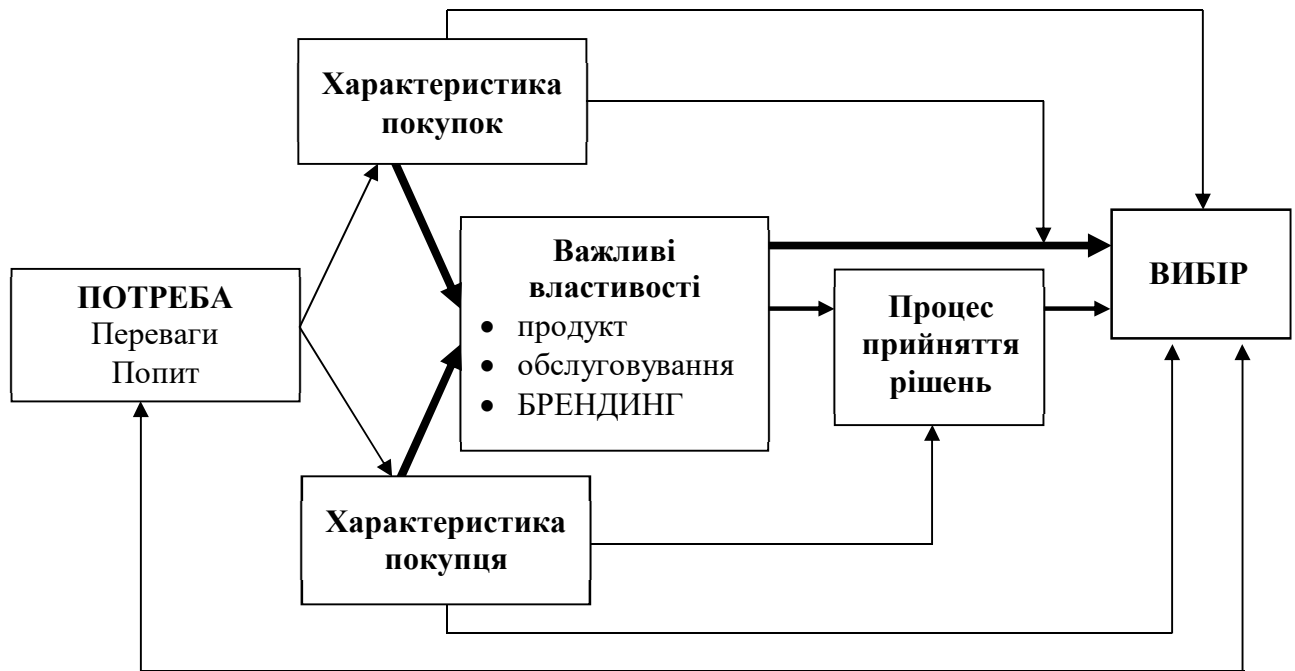 Характеристика
покупок
ПОТРЕБА
Переваги
Попит
Важливі
властивості
• продукт
• обслуговування
• БРЕНДИНГ
Процес
прийняття
рішень
ВИБІР
Характеристика
покупця